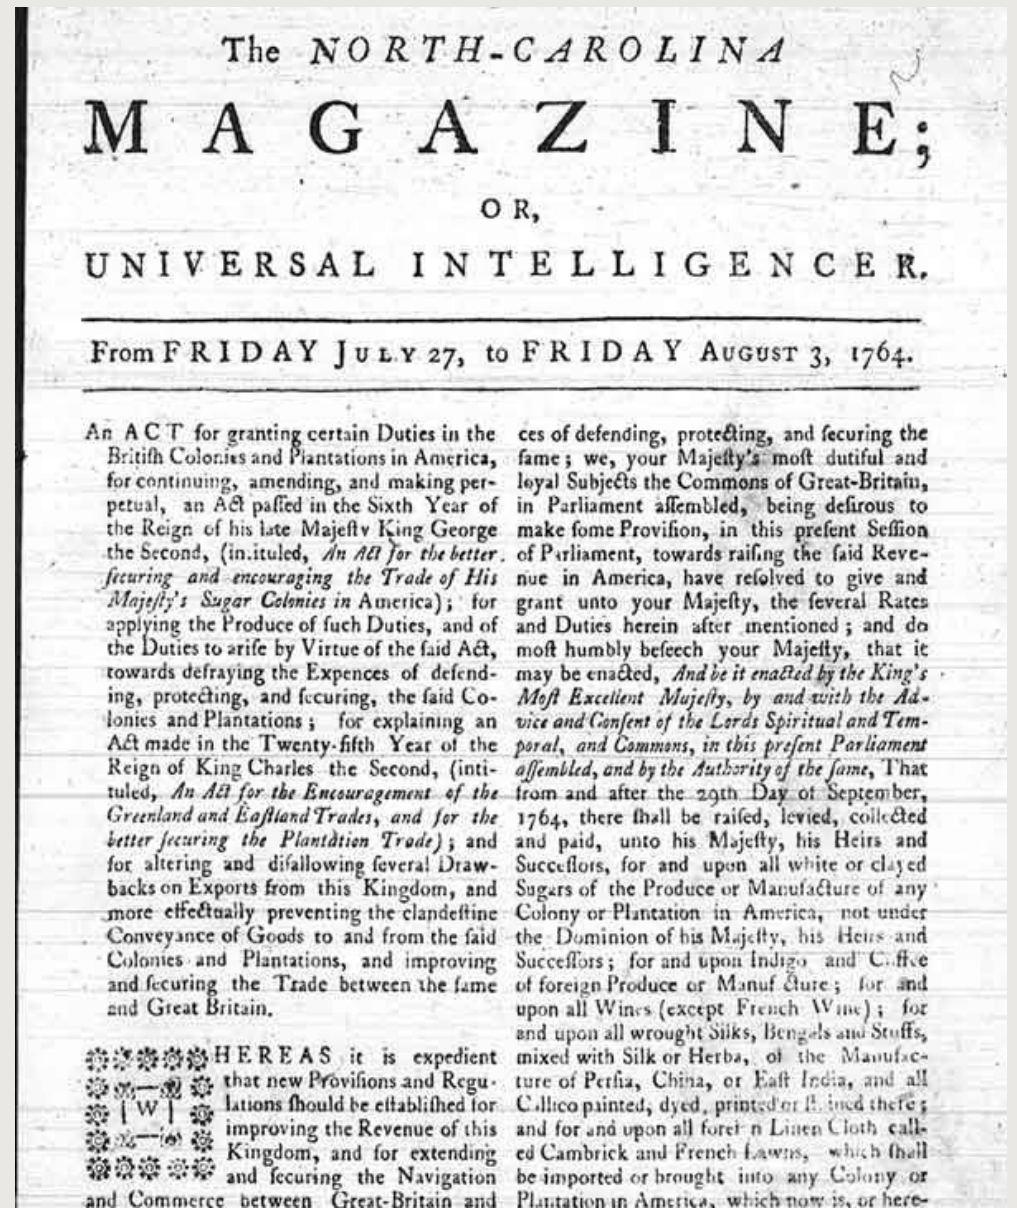 The NORTH-CAROLINA
MAGAZINE;
OR,
UNIVERSAL INTELLIGENCER.
From FRIDAY JULY 27, to FRIDAY AUGUST 3, 1764.
An ACT for granting certain Duties in the
Britiſh Colonies and Plantations in America,
for continuing, amending, and making per-
petual, an Act paſſed in the Sixth Year of
the Reign of his late Majeſty King George
the Second, (in.ituled, An Act for the better
ſecuring and encouraging the Trade of His
Majeſty's Sugar Colonies in America); for
applying the Produce of ſuch Duties, and of
the Duties to ariſe by Virtue of the ſaid Act,
towards defraying the Expences of defend-
ing, protecting, and ſecuring, the ſaid Co-
lonies and Plantations; for explaining an
Act made in the Twenty-fifth Year of the
Reign of King Charles the Second, (inti-
tuled, An Act for the Encouragement of the
Greenland and Eaſtland Trades, and for the
better ſecuring the Plantation Trade); and
for altering and diſallowing ſeveral Draw-
backs on Exports from this Kingdom, and
more effectually preventing the clandeſtine
Conveyance of Goods to and from the ſaid
Colonies and Plantations, and improving
and ſecuring the Trade between the ſame
and Great Britain.
WHEREAS it is expedient
that new Proviſions and Regu-
lations ſhould be eſtabliſhed for
improving the Revenue of this
Kingdom, and for extending
and ſecuring the Navigation
and Commerce between Great-Britain and
ces of defending, protecting, and ſecuring the
ſame; we, your Majeſty's moſt dutiful and
loyal Subjects the Commons of Great-Britain,
in Parliament aſſembled, being deſirous to
make ſome Proviſion, in this preſent Seſſion
of Parliament, towards raiſing the ſaid Reve-
nue in America, have reſolved to give and
grant unto your Majeſty, the ſeveral Rates
and Duties herein after mentioned; and do
moſt humbly beſeech your Majeſty, that it
may be enacted, And be it enacted by the King's
Moſt Excellent Majeſty, by and with the Ad-
vice and Conſent of the Lords Spiritual and Tem-
poral, and Commons, in this preſent Parliament
aſſembled, and by the Authority of the ſame, That
from and after the 29th Day of September,
1764, there ſhall be raiſed, levied, collected
and paid, unto his Majeſty, his Heirs and
Succeſſors, for and upon all white or clayed
Sugars of the Produce or Manufacture of any
Colony or Plantation in America, not under
the Dominion of his Majeſty, his Heirs and
Succeſſors; for and upon Indigo and Coffee
of foreign Produce or Manufacture; for and
upon all Wines (except French Wine); for
and upon all wrought Silks, Bengals and Stuffs,
mixed with Silk or Herba, of the Manufac-
ture of Perſia, China, or Eaſt India, and all
Callico painted, dyed, printed or ſtained there;
and for and upon all foreign Linen Cloth call-
ed Cambrick and French Lawns, which ſhall
be imported or brought into any Colony or
Plantation in America, which now is, or here-